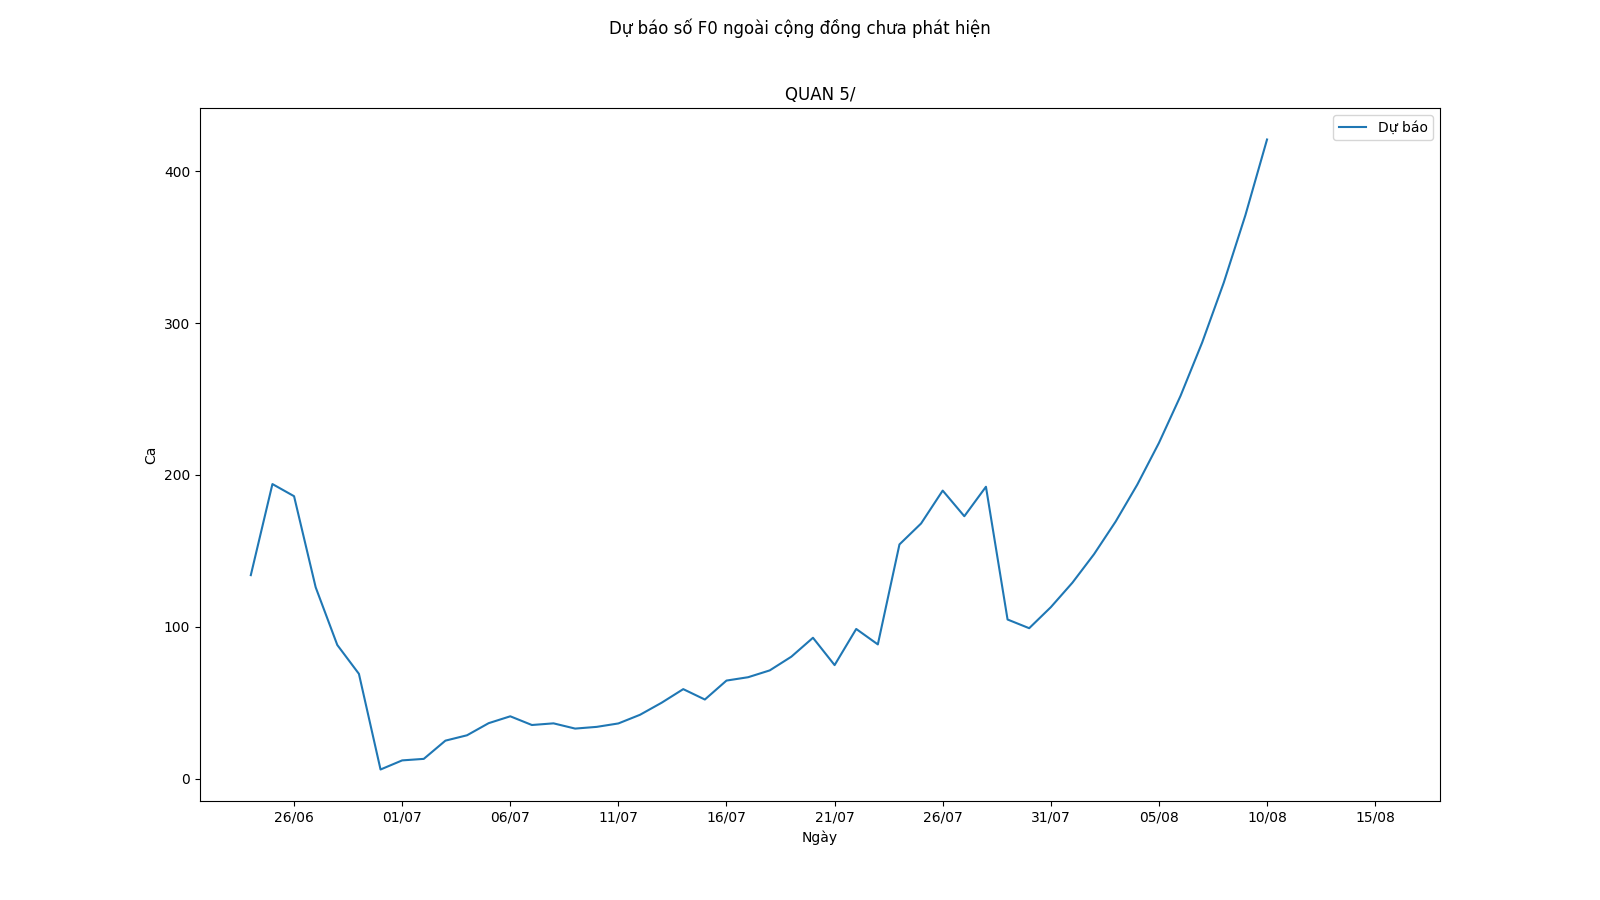 Dự báo số F0 ngoài cộng đồng chưa phát hiện
QUAN 5/
Dự báo
400
300
200
100
0
Ca
26/06 01/07 06/07 11/07 16/07 21/07 26/07 31/07 05/08 10/08 15/08
Ngày